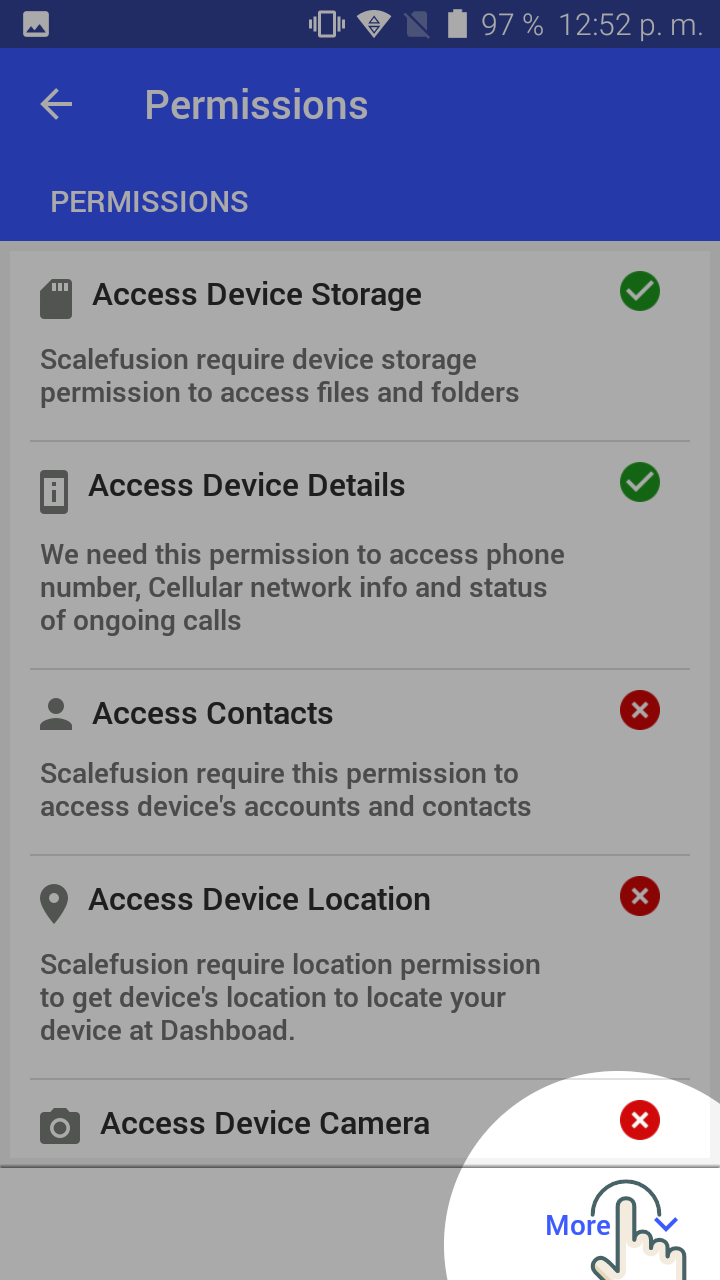 97 % 12:52 p. m.
Permissions
PERMISSIONS
Access Device Storage
Scalefusion require device storage
permission to access files and folders
Access Device Details
We need this permission to access phone
number, Cellular network info and status
of ongoing calls
Access Contacts
Scalefusion require this permission to
access device's accounts and contacts
Access Device Location
Scalefusion require location permission
to get device's location to locate your
device at Dashboad.
Access Device Camera
More